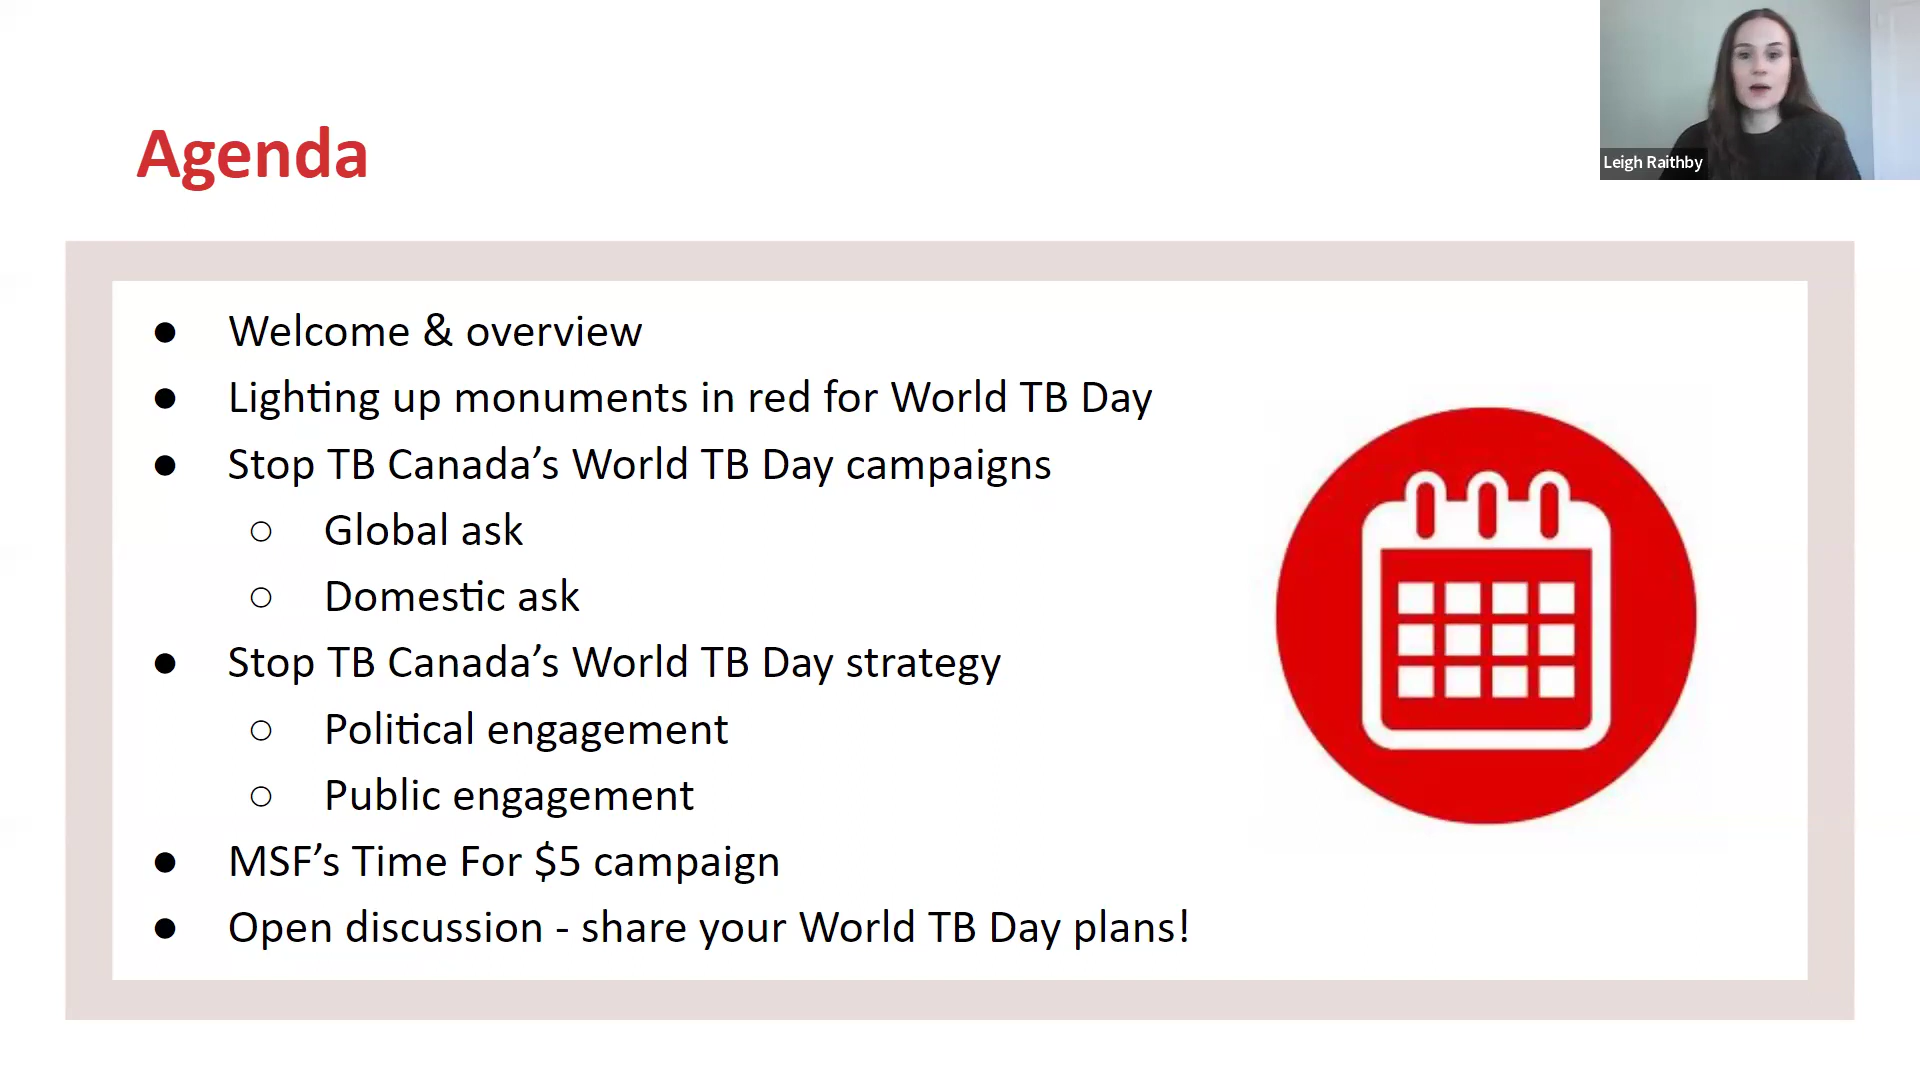 Agenda
Leigh Raithby
● Welcome & overview
● Lighting up monuments in red for World TB Day
● Stop TB Canada’s World TB Day campaigns
○ Global ask
○ Domestic ask
● Stop TB Canada’s World TB Day strategy
○ Political engagement
○ Public engagement
● MSF’s Time For $5 campaign
● Open discussion - share your World TB Day plans!